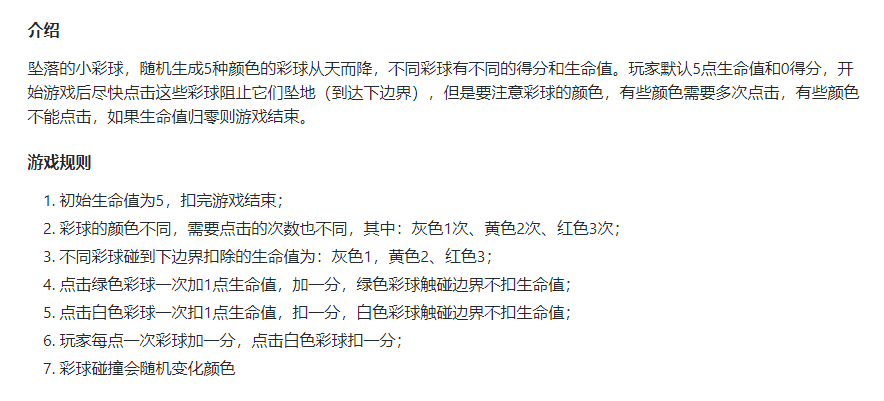 介绍
坠落的小彩球，随机生成5种颜色的彩球从天而降，不同彩球有不同的得分和生命值。玩家默认5点生命值和0得分，开
始游戏后尽快点击这些彩球阻止它们坠地（到达下边界），但是要注意彩球的颜色，有些颜色需要多次点击，有些颜色
不能点击，如果生命值归零则游戏结束。
游戏规则
1. 初始生命值为5，扣完游戏结束；
2. 彩球的颜色不同，需要点击的次数也不同，其中：灰色1次、黄色2次、红色3次；
3. 不同彩球碰到下边界扣除的生命值为：灰色1，黄色2、红色3；
4. 点击绿色彩球一次加1点生命值，加一分，绿色彩球触碰边界不扣生命值；
5. 点击白色彩球一次扣1点生命值，扣一分，白色彩球触碰边界不扣生命值；
6. 玩家每点一次彩球加一分，点击白色彩球扣一分；
7. 彩球碰撞会随机变化颜色